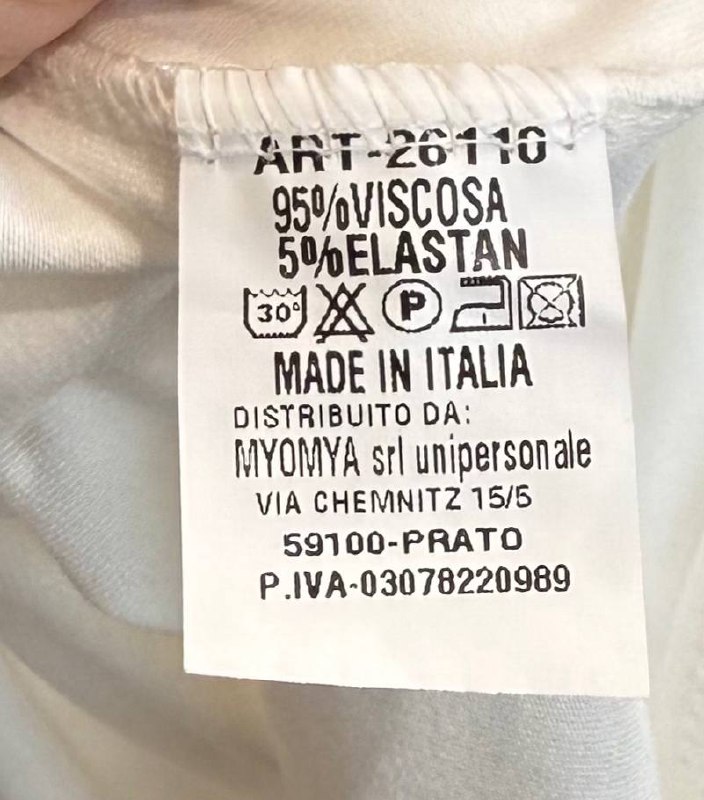 ART-26110
95%VISCOSA
5%ELASTAN
30° P
MADE IN ITALIA
DISTRIBUITO DA:
MYOMYA srl unipersonale
VIA CHEMNITZ 15/5
59100-PRATO
P.IVA-03078220989